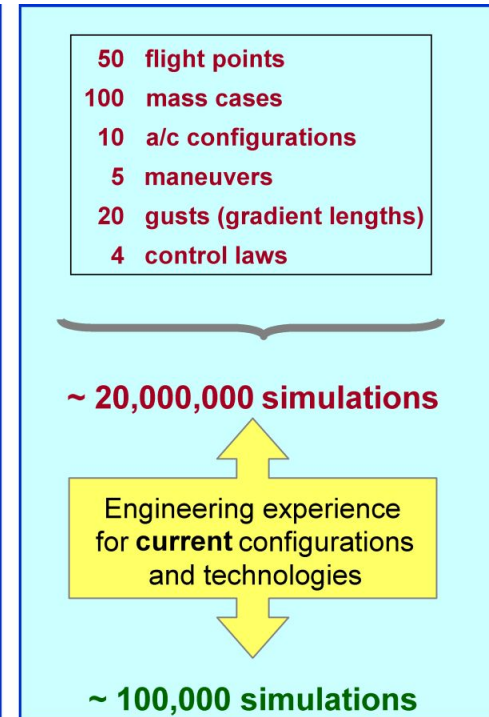 50 flight points
100 mass cases
10 a/c configurations
5 maneuvers
20 gusts (gradient lengths)
4 control laws
~ 20,000,000 simulations
Engineering experience
for current configurations
and technologies
~ 100,000 simulations